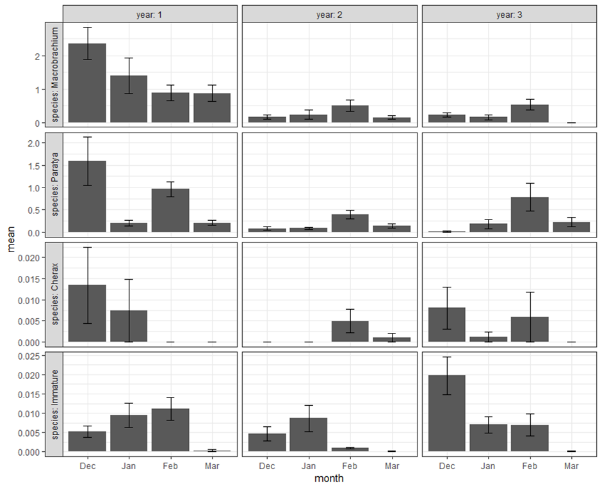 year: 1
year: 2
year: 3
mean
species: Macrobrachium
2
1
0
species: Paratya
2.0
1.5
1.0
0.5
0.0
species: Cherax
0.020
0.015
0.010
0.005
0.000
species: Immature
0.025
0.020
0.015
0.010
0.005
0.000
Dec Jan Feb Mar
Dec Jan Feb Mar
Dec Jan Feb Mar
month